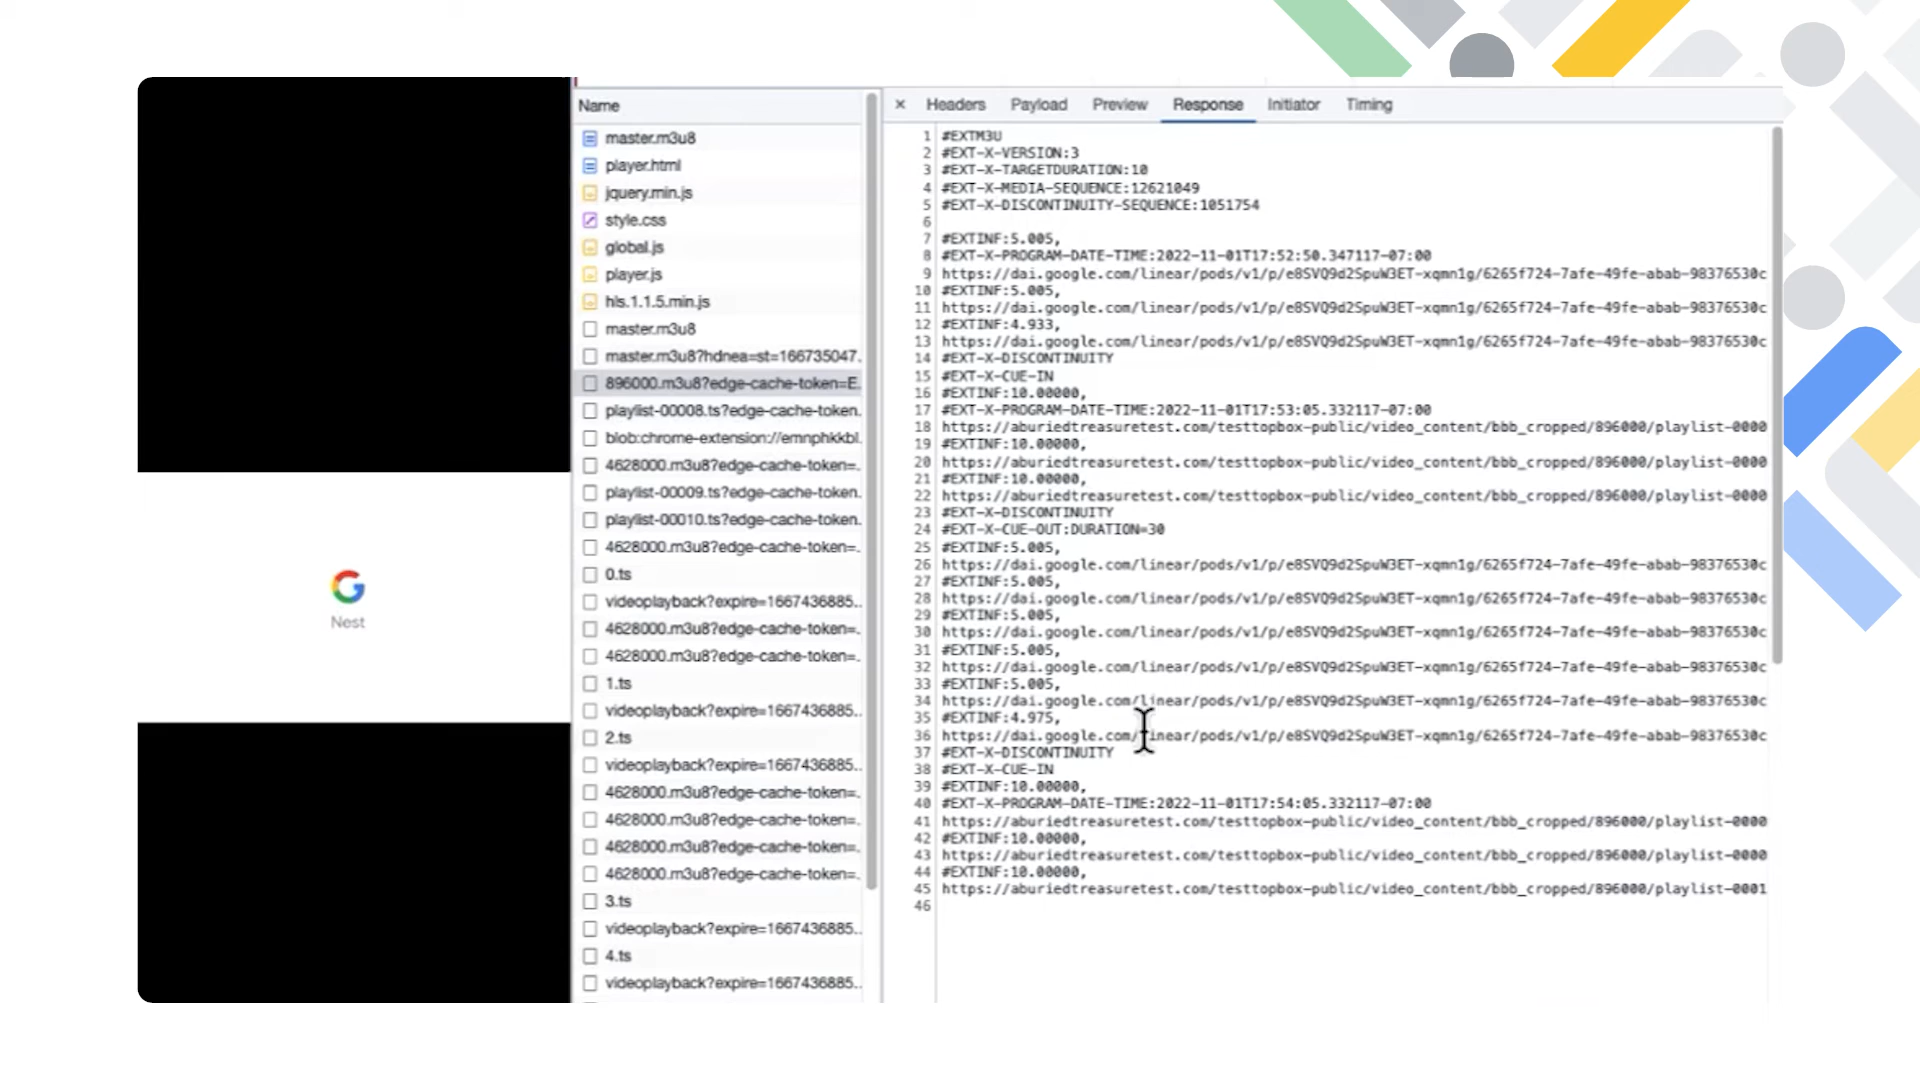 Nest
Name
master.m3u8
player.html
jquery.min.js
style.css
global.js
player.js
hls.1.1.5.min.js
master.m3u8
master.m3u8?hdnea=st=166735047.
896000.m3u8?edge-cache-token=E.
playlist-00008.ts?edge-cache-token.
blob:chrome-extension://emnphkkbl.
4628000.m3u8?edge-cache-token=.
playlist-00009.ts?edge-cache-token.
playlist-00010.ts?edge-cache-token.
4628000.m3u8?edge-cache-token=.
0.ts
videoplayback?expire=1667436885..
4628000.m3u8?edge-cache-token=.
4628000.m3u8?edge-cache-token=.
1.ts
videoplayback?expire=1667436885..
2.ts
videoplayback?expire=1667436885..
4628000.m3u8?edge-cache-token=.
4628000.m3u8?edge-cache-token=.
4628000.m3u8?edge-cache-token=.
4628000.m3u8?edge-cache-token=.
3.ts
videoplayback?expire=1667436885..
4.ts
videoplayback?expire=1667436885..
× Headers Payload Preview Response Initiator Timing
1 #EXTM3U
2 #EXT-X-VERSION:3
3 #EXT-X-TARGETDURATION:10
4 #EXT-X-MEDIA-SEQUENCE:12621049
5 #EXT-X-DISCONTINUITY-SEQUENCE:1051754
6
7 #EXTINF:5.005,
8 #EXT-X-PROGRAM-DATE-TIME:2022-11-01T17:52:50.347117-07:00
9 https://dai.google.com/linear/pods/v1/p/e8SVQ9d2SpuW3ET-xqmn1g/6265f724-7afe-49fe-abab-98376530c
10 #EXTINF:5.005,
11 https://dai.google.com/linear/pods/v1/p/e8SVQ9d2SpuW3ET-xqmn1g/6265f724-7afe-49fe-abab-98376530c
12 #EXTINF:4.933,
13 https://dai.google.com/linear/pods/v1/p/e8SVQ9d2SpuW3ET-xqmn1g/6265f724-7afe-49fe-abab-98376530c
14 #EXT-X-DISCONTINUITY
15 #EXT-X-CUE-IN
16 #EXTINF:10.00000,
17 #EXT-X-PROGRAM-DATE-TIME:2022-11-01T17:53:05.332117-07:00
18 https://aburiedtreasuretest.com/testtopbox-public/video_content/bbb_cropped/896000/playlist-0000
19 #EXTINF:10.00000,
20 https://aburiedtreasuretest.com/testtopbox-public/video_content/bbb_cropped/896000/playlist-0000
21 #EXTINF:10.00000,
22 https://aburiedtreasuretest.com/testtopbox-public/video_content/bbb_cropped/896000/playlist-0000
23 #EXT-X-DISCONTINUITY
24 #EXT-X-CUE-OUT:DURATION=30
25 #EXTINF:5.005,
26 https://dai.google.com/linear/pods/v1/p/e8SVQ9d2SpuW3ET-xqmn1g/6265f724-7afe-49fe-abab-98376530c
27 #EXTINF:5.005,
28 https://dai.google.com/linear/pods/v1/p/e8SVQ9d2SpuW3ET-xqmn1g/6265f724-7afe-49fe-abab-98376530c
29 #EXTINF:5.005,
30 https://dai.google.com/linear/pods/v1/p/e8SVQ9d2SpuW3ET-xqmn1g/6265f724-7afe-49fe-abab-98376530c
31 #EXTINF:5.005,
32 https://dai.google.com/linear/pods/v1/p/e8SVQ9d2SpuW3ET-xqmn1g/6265f724-7afe-49fe-abab-98376530c
33 #EXTINF:5.005,
34 https://dai.google.com/linear/pods/v1/p/e8SVQ9d2SpuW3ET-xqmn1g/6265f724-7afe-49fe-abab-98376530c
35 #EXTINF:4.975,
36 https://dai.google.com/linear/pods/v1/p/e8SVQ9d2SpuW3ET-xqmn1g/6265f724-7afe-49fe-abab-98376530c
37 #EXT-X-DISCONTINUITY
38 #EXT-X-CUE-IN
39 #EXTINF:10.00000,
40 #EXT-X-PROGRAM-DATE-TIME:2022-11-01T17:54:05.332117-07:00
41 https://aburiedtreasuretest.com/testtopbox-public/video_content/bbb_cropped/896000/playlist-0000
42 #EXTINF:10.00000,
43 https://aburiedtreasuretest.com/testtopbox-public/video_content/bbb_cropped/896000/playlist-0000
44 #EXTINF:10.00000,
45 https://aburiedtreasuretest.com/testtopbox-public/video_content/bbb_cropped/896000/playlist-0001
46